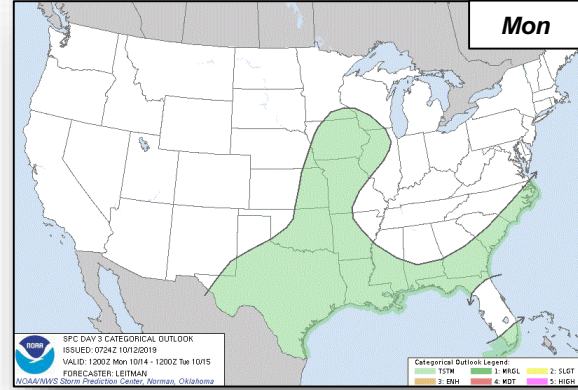 Mon
NOAA
SPC DAY 3 CATEGORICAL OUTLOOK
ISSUED: 0724Z 10/12/2019
VALID: 1200Z Mon 10/14 - 1200Z Tue 10/15
FORECASTER: LEITMAN
NOAA/NWS Storm Prediction Center, Norman, Oklahoma
Categorical Outlook Legend:
TSTM 1: MRGL 2: SLGT
3: ENH 4: MDT 5: HIGH